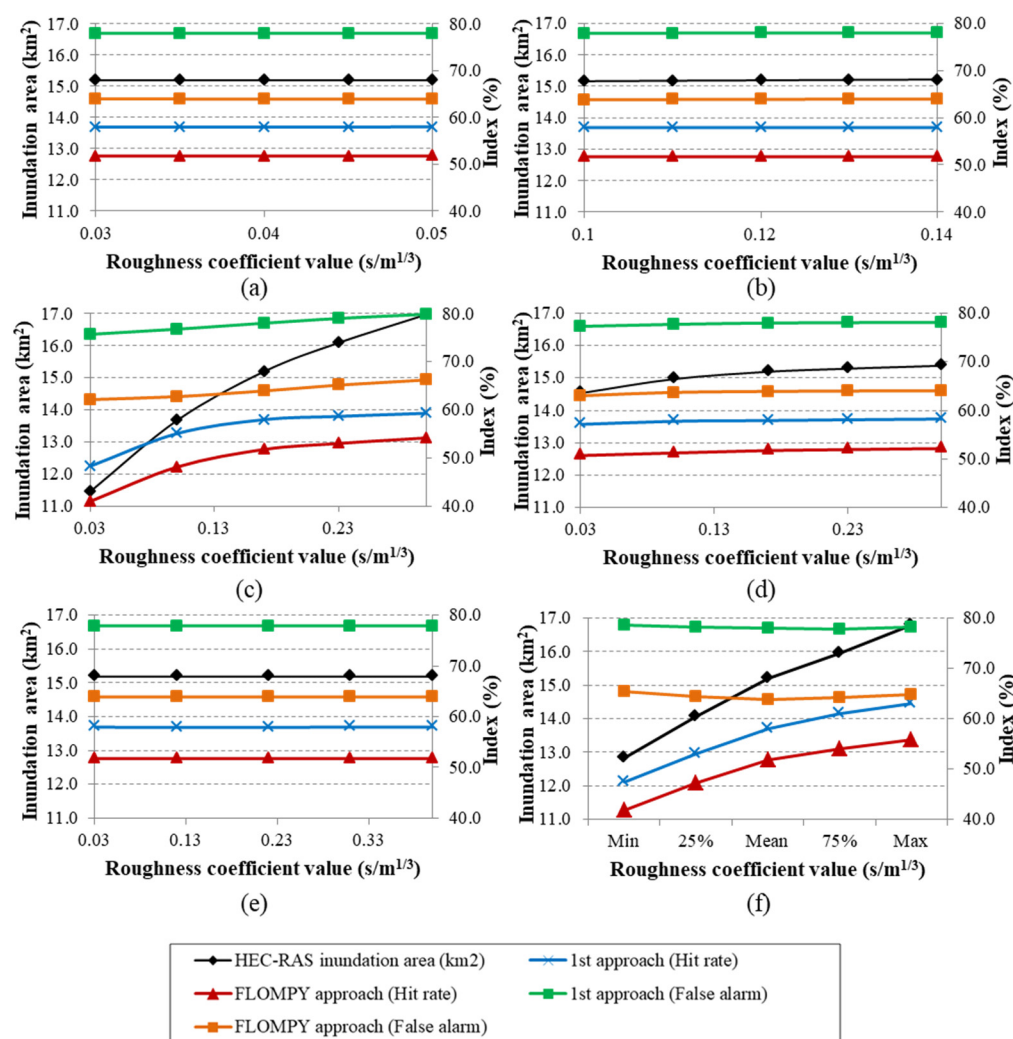 17.0 80.0
16.0
15.0 70.0
14.0 60.0
13.0
12.0 50.0
11.0 40.0
Inundation area (km²)
Index (%)
0.03 0.04 0.05
Roughness coefficient value (s/m1/3)
(a)
17.0 80.0
16.0
15.0 70.0
14.0 60.0
13.0
12.0 50.0
11.0 40.0
Inundation area (km²)
Index (%)
0.1 0.12 0.14
Roughness coefficient value (s/m1/3)
(b)
17.0 80.0
16.0
15.0 70.0
14.0 60.0
13.0
12.0 50.0
11.0 40.0
Inundation area (km²)
Index (%)
0.03 0.13 0.23
Roughness coefficient value (s/m1/3)
(c)
17.0 80.0
16.0
15.0 70.0
14.0 60.0
13.0
12.0 50.0
11.0 40.0
Inundation area (km²)
Index (%)
0.03 0.13 0.23
Roughness coefficient value (s/m1/3)
(d)
17.0 80.0
16.0
15.0 70.0
14.0 60.0
13.0
12.0 50.0
11.0 40.0
Inundation area (km²)
Index (%)
0.03 0.13 0.23 0.33
Roughness coefficient value (s/m1/3)
(e)
17.0 80.0
16.0
15.0 70.0
14.0 60.0
13.0
12.0 50.0
11.0 40.0
Inundation area (km²)
Index (%)
Min 25% Mean 75% Max
Roughness coefficient value (s/m1/3)
(f)
HEC-RAS inundation area (km2) 1st approach (Hit rate)
FLOMPY approach (Hit rate) 1st approach (False alarm)
FLOMPY approach (False alarm)